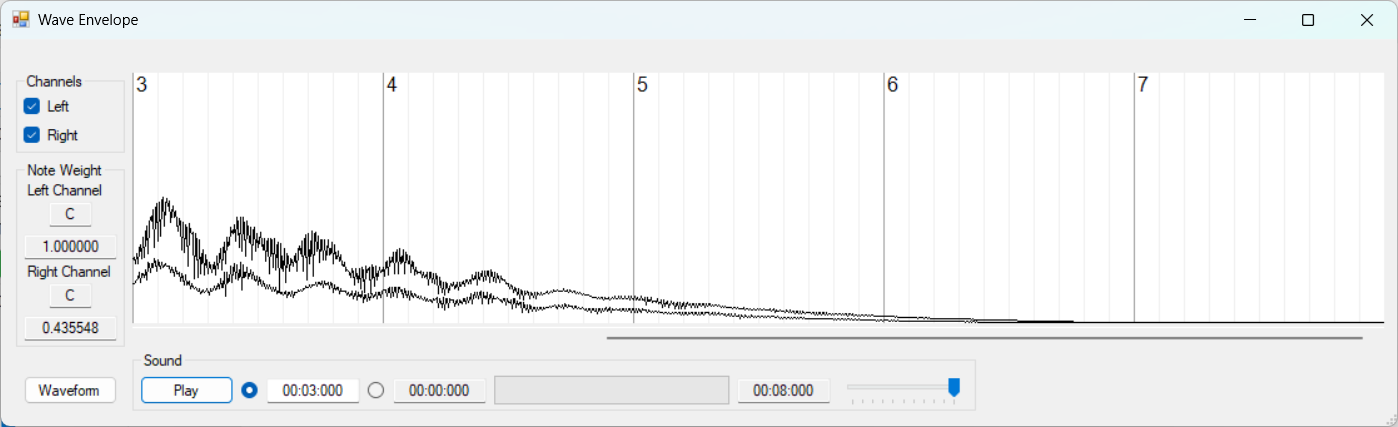 Wave Envelope
Channels
Left
Right
Note Weight
Left Channel
C
1.000000
Right Channel
C
0.435548
Waveform
3 4 5 6 7
Sound
Play 00:03:000 00:00:000 00:08:000